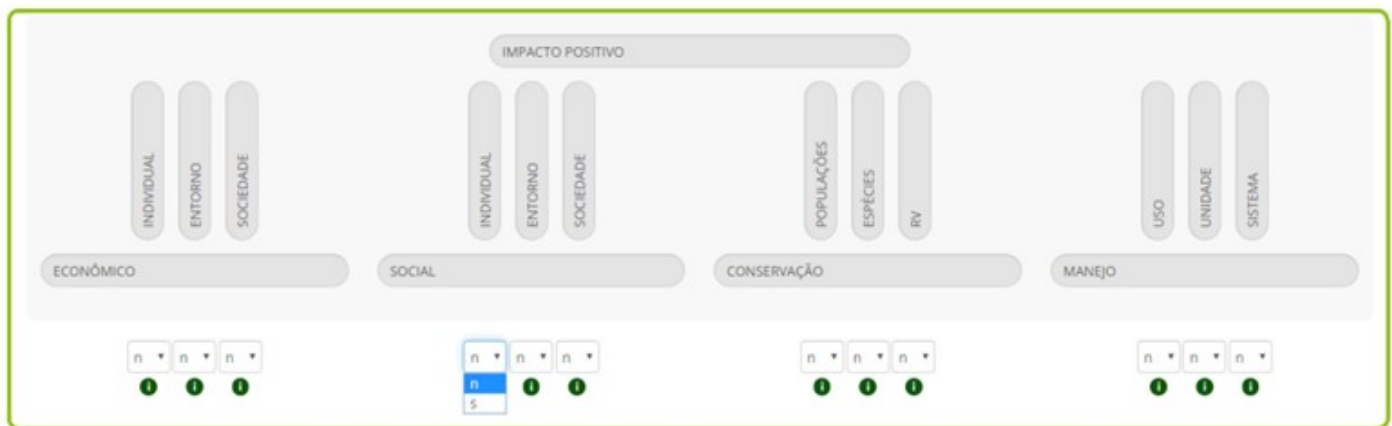 IMPACTO POSITIVO
INDIVIDUAL
ENTORNO
SOCIEDADE
INDIVIDUAL
ENTORNO
SOCIEDADE
POPULAÇÕES
ESPÉCIES
RV
USO
UNIDADE
SISTEMA
ECONÔMICO
SOCIAL
CONSERVAÇÃO
MANEJO
n n n n n n n n n n n n
n
s